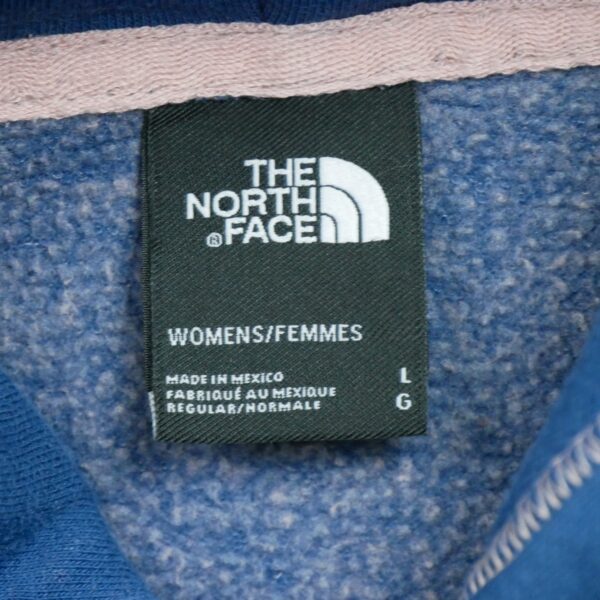 THE
NORTH
®FACE
WOMENS/FEMMES
MADE IN MEXICO
FABRIQUÉ AU MEXIQUE
REGULAR/NORMALE
L
G